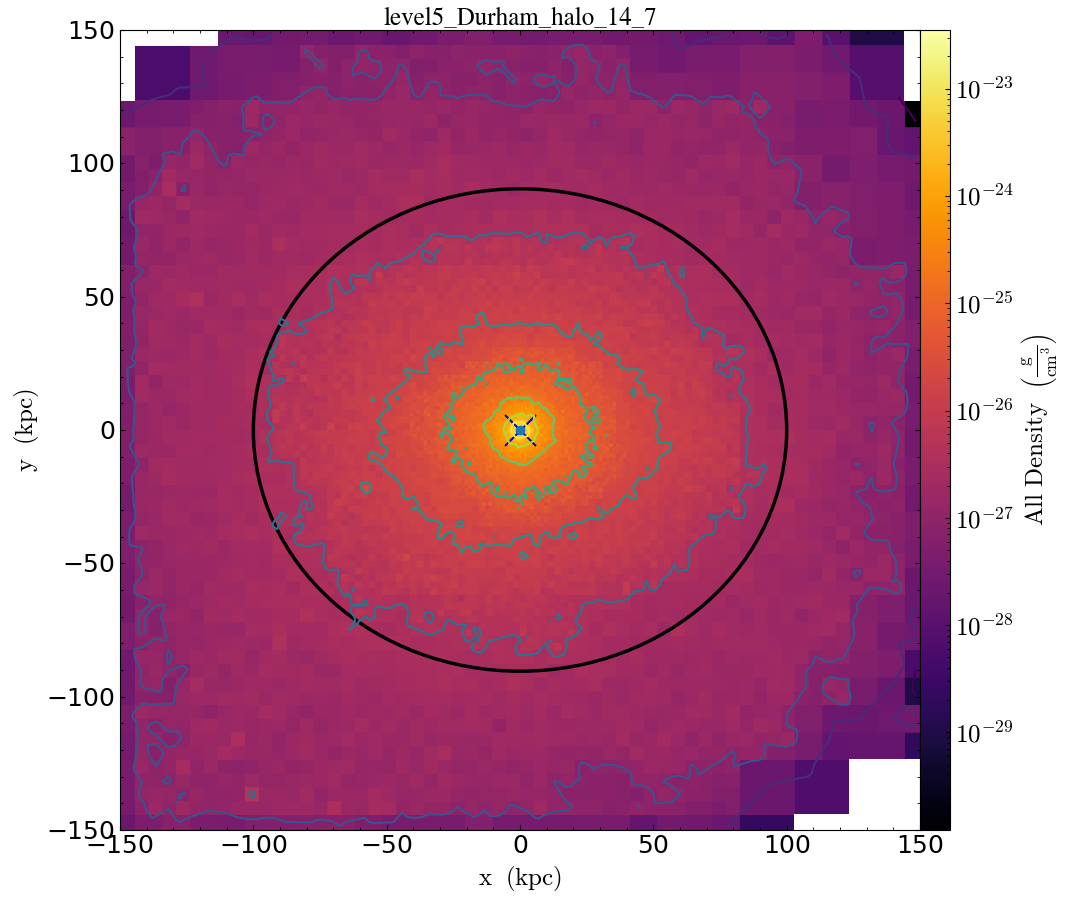 level5_Durham_halo_14_7
150
100
50
0
−50
−100
−150
y (kpc)
−150 −100 −50 0 50 100 150
x (kpc)
10^{−23}
10^{−24}
10^{−25}
10^{−26}
10^{−27}
10^{−28}
10^{−29}
All Density (g/cm^3)